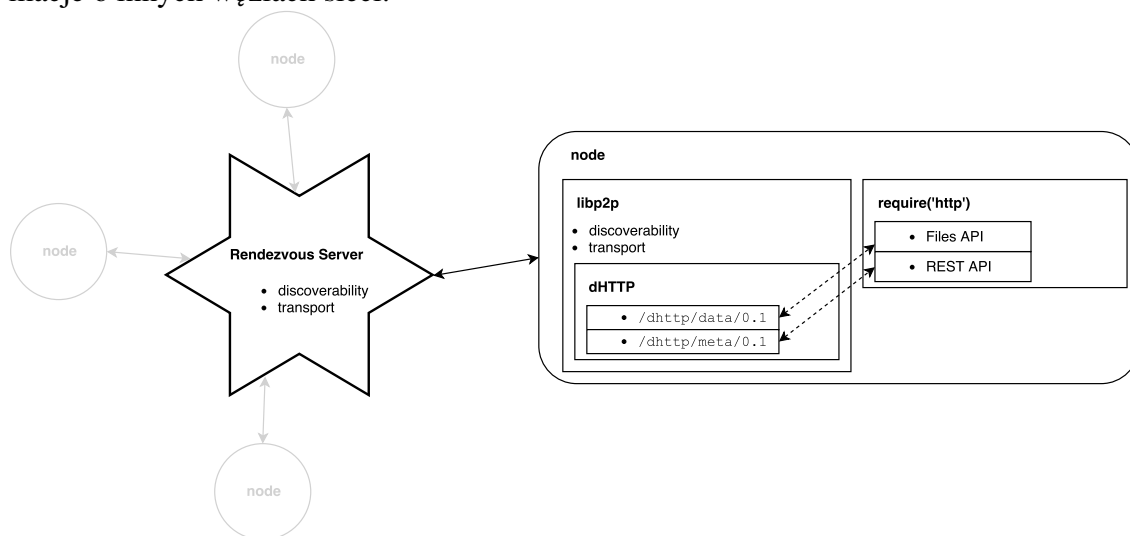 node
node
Rendezvous Server
• discoverability
• transport
node
node
libp2p
• discoverability
• transport
dHTTP
• /dhttp/data/0.1
• /dhttp/meta/0.1
require('http')
• Files API
• REST API